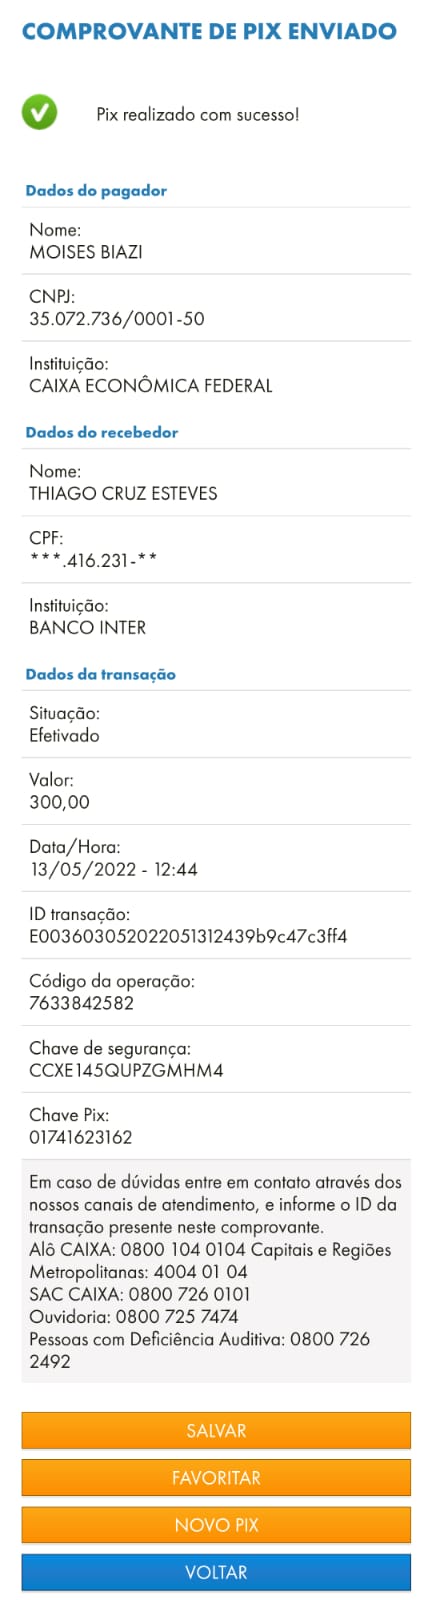 COMPROVANTE DE PIX ENVIADO
Pix realizado com sucesso!
Dados do pagador
Nome:
MOISES BIAZI
CNPJ:
35.072.736/0001-50
Instituição:
CAIXA ECONÔMICA FEDERAL
Dados do recebedor
Nome:
THIAGO CRUZ ESTEVES
CPF:
***.416.231-**
Instituição:
BANCO INTER
Dados da transação
Situação:
Efetivado
Valor:
300,00
Data/Hora:
13/05/2022 - 12:44
ID transação:
E003603052022051312439b9c47c3ff4
Código da operação:
7633842582
Chave de segurança:
CCXE145QUPZGMHM4
Chave Pix:
01741623162
Em caso de dúvidas entre em contato através dos
nossos canais de atendimento, e informe o ID da
transação presente neste comprovante.
Alô CAIXA: 0800 104 0104 Capitais e Regiões
Metropolitanas: 4004 01 04
SAC CAIXA: 0800 726 0101
Ouvidoria: 0800 725 7474
Pessoas com Deficiência Auditiva: 0800 726
2492
SALVAR
FAVORITAR
NOVO PIX
VOLTAR